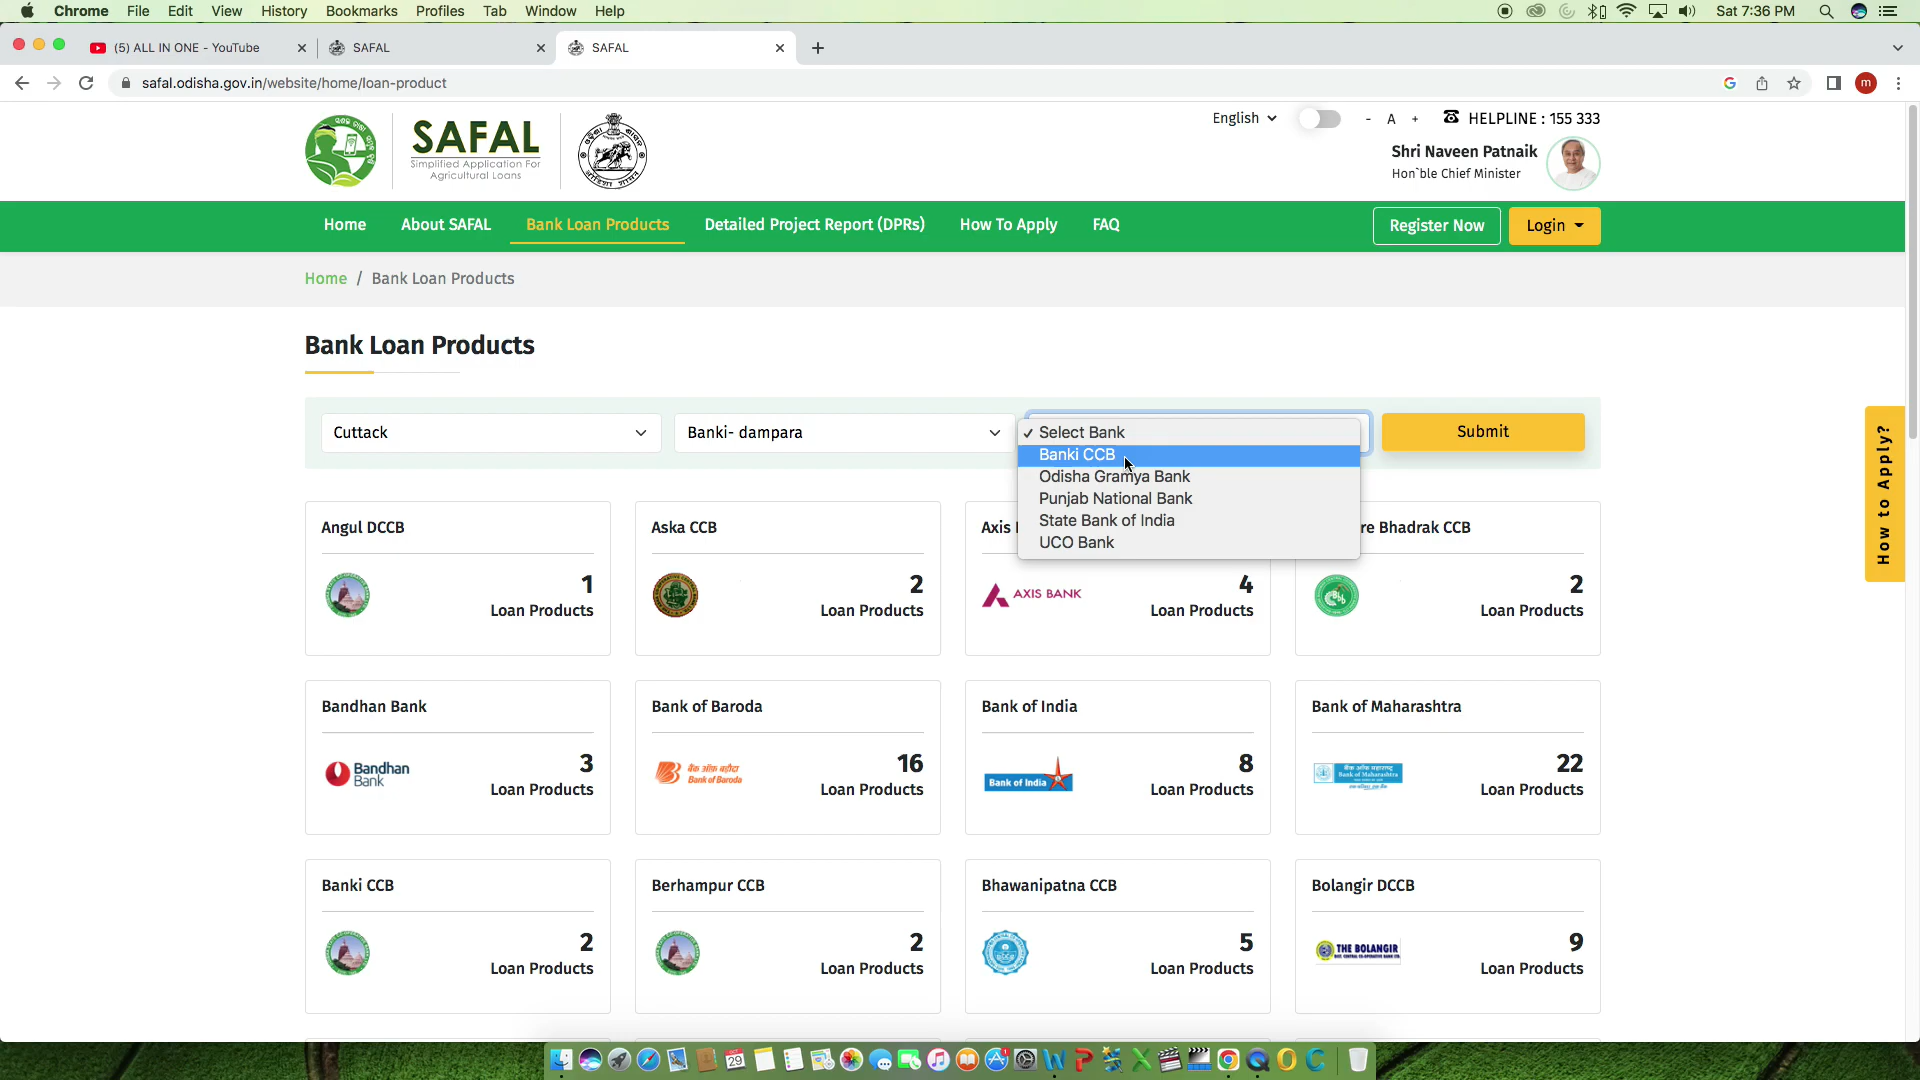 Chrome File Edit View History Bookmarks Profiles Tab Window Help
Sat 7:36 PM
(5) ALL IN ONE - YouTube
SAFAL
SAFAL
safal.odisha.gov.in/website/home/loan-product
m
SAFAL
Simplified Application For
Agricultural Loans
English
- A +
HELPLINE : 155 333
Shri Naveen Patnaik
Hon`ble Chief Minister
Home About SAFAL Bank Loan Products Detailed Project Report (DPRs) How To Apply FAQ
Register Now
Login
Home / Bank Loan Products
Bank Loan Products
Cuttack
Banki- dampara
✓ Select Bank
Banki CCB
Odisha Gramya Bank
Punjab National Bank
State Bank of India
UCO Bank
Submit
How to Apply?
Angul DCCB
1
Loan Products
Aska CCB
2
Loan Products
Axis
AXIS BANK
4
Loan Products
re Bhadrak CCB
2
Loan Products
Bandhan Bank
Bandhan
Bank
3
Loan Products
Bank of Baroda
बैंक ऑफ़ बड़ौदा
Bank of Baroda
16
Loan Products
Bank of India
Bank of India
8
Loan Products
Bank of Maharashtra
बैंक ऑफ महाराष्ट्र
Bank of Maharashtra
22
Loan Products
Banki CCB
2
Loan Products
Berhampur CCB
2
Loan Products
Bhawanipatna CCB
5
Loan Products
Bolangir DCCB
THE BOLANGIR
9
Loan Products